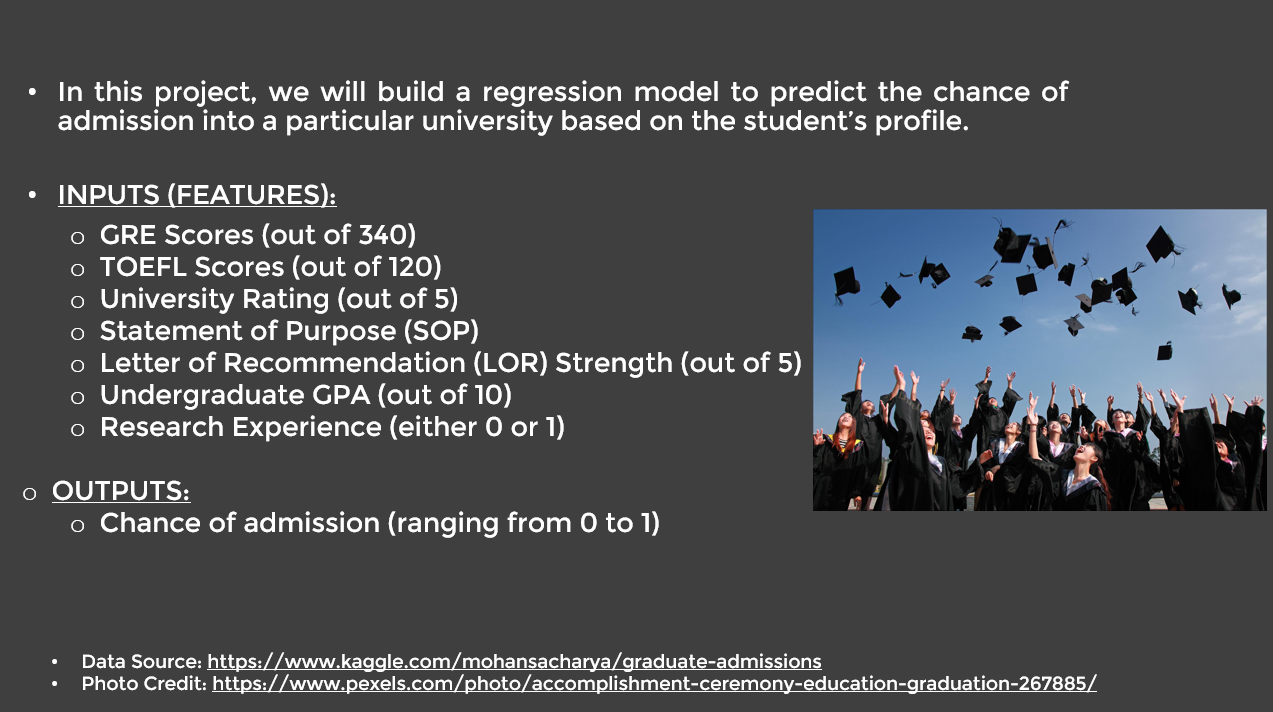 • In this project, we will build a regression model to predict the chance of
admission into a particular university based on the student’s profile.
• INPUTS (FEATURES):
o GRE Scores (out of 340)
o TOEFL Scores (out of 120)
o University Rating (out of 5)
o Statement of Purpose (SOP)
o Letter of Recommendation (LOR) Strength (out of 5)
o Undergraduate GPA (out of 10)
o Research Experience (either 0 or 1)
o OUTPUTS:
o Chance of admission (ranging from 0 to 1)
• Data Source: https://www.kaggle.com/mohansacharya/graduate-admissions
• Photo Credit: https://www.pexels.com/photo/accomplishment-ceremony-education-graduation-267885/